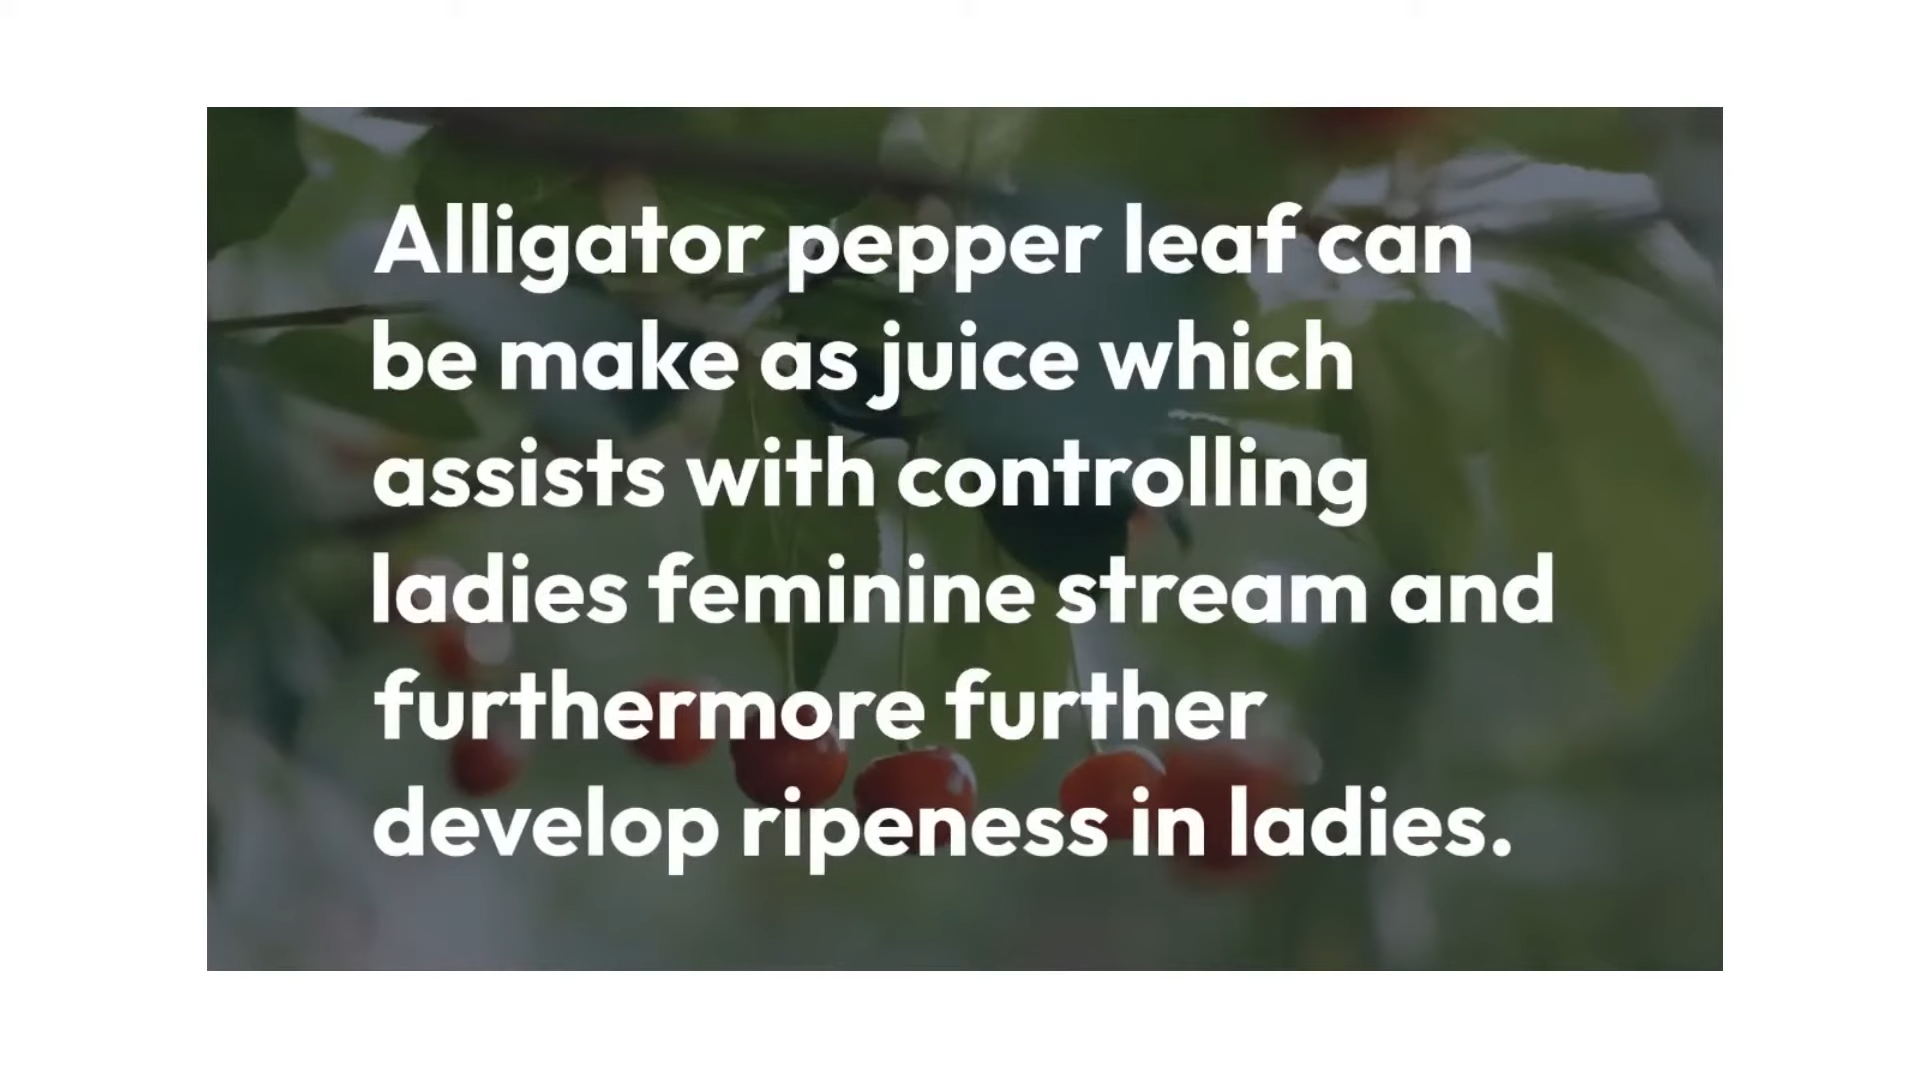 Alligator pepper leaf can
be make as juice which
assists with controlling
ladies feminine stream and
furthermore further
develop ripeness in ladies.